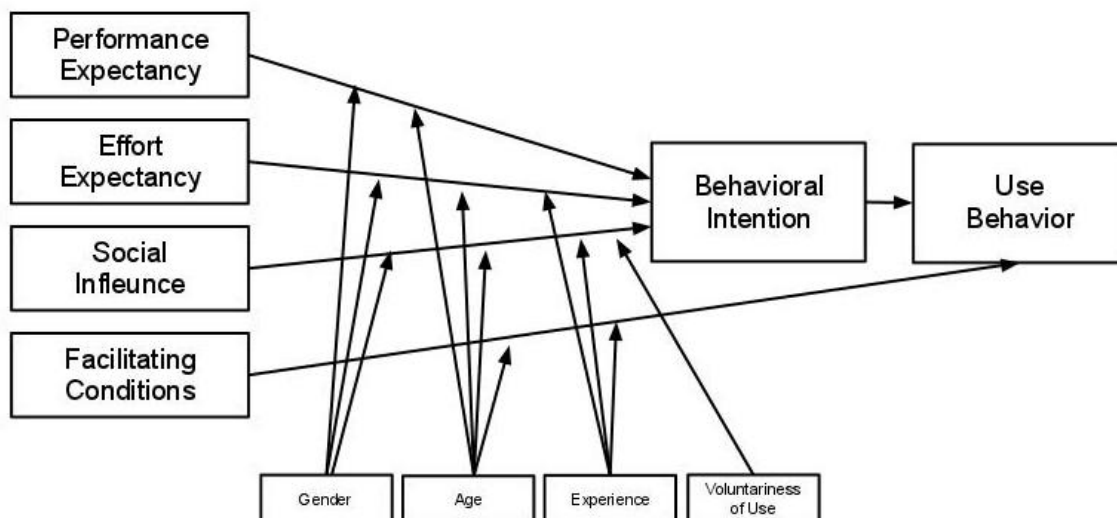 Performance
Expectancy
Effort
Expectancy
Social
Infleunce
Facilitating
Conditions
Behavioral
Intention
Use
Behavior
Gender
Age
Experience
Voluntariness
of Use